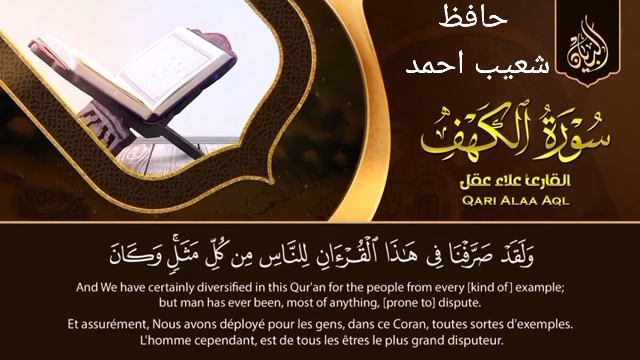 حافظ
شعیب احمد
البريان
سُورَةُ الْكَهْفِ
القارئ علاء عقل
QARI ALAA AQL
وَلَقَدْ صَرَّفْنَا فِي هَـٰذَا ٱلْقُرْءَانِ لِلنَّاسِ مِن كُلِّ مَثَلٍۚ وَكَانَ
And We have certainly diversified in this Qur'an for the people from every [kind of] example;
but man has ever been, most of anything, [prone to] dispute.
Et assurément, Nous avons déployé pour les gens, dans ce Coran, toutes sortes d'exemples.
L'homme cependant, est de tous les êtres le plus grand disputeur.